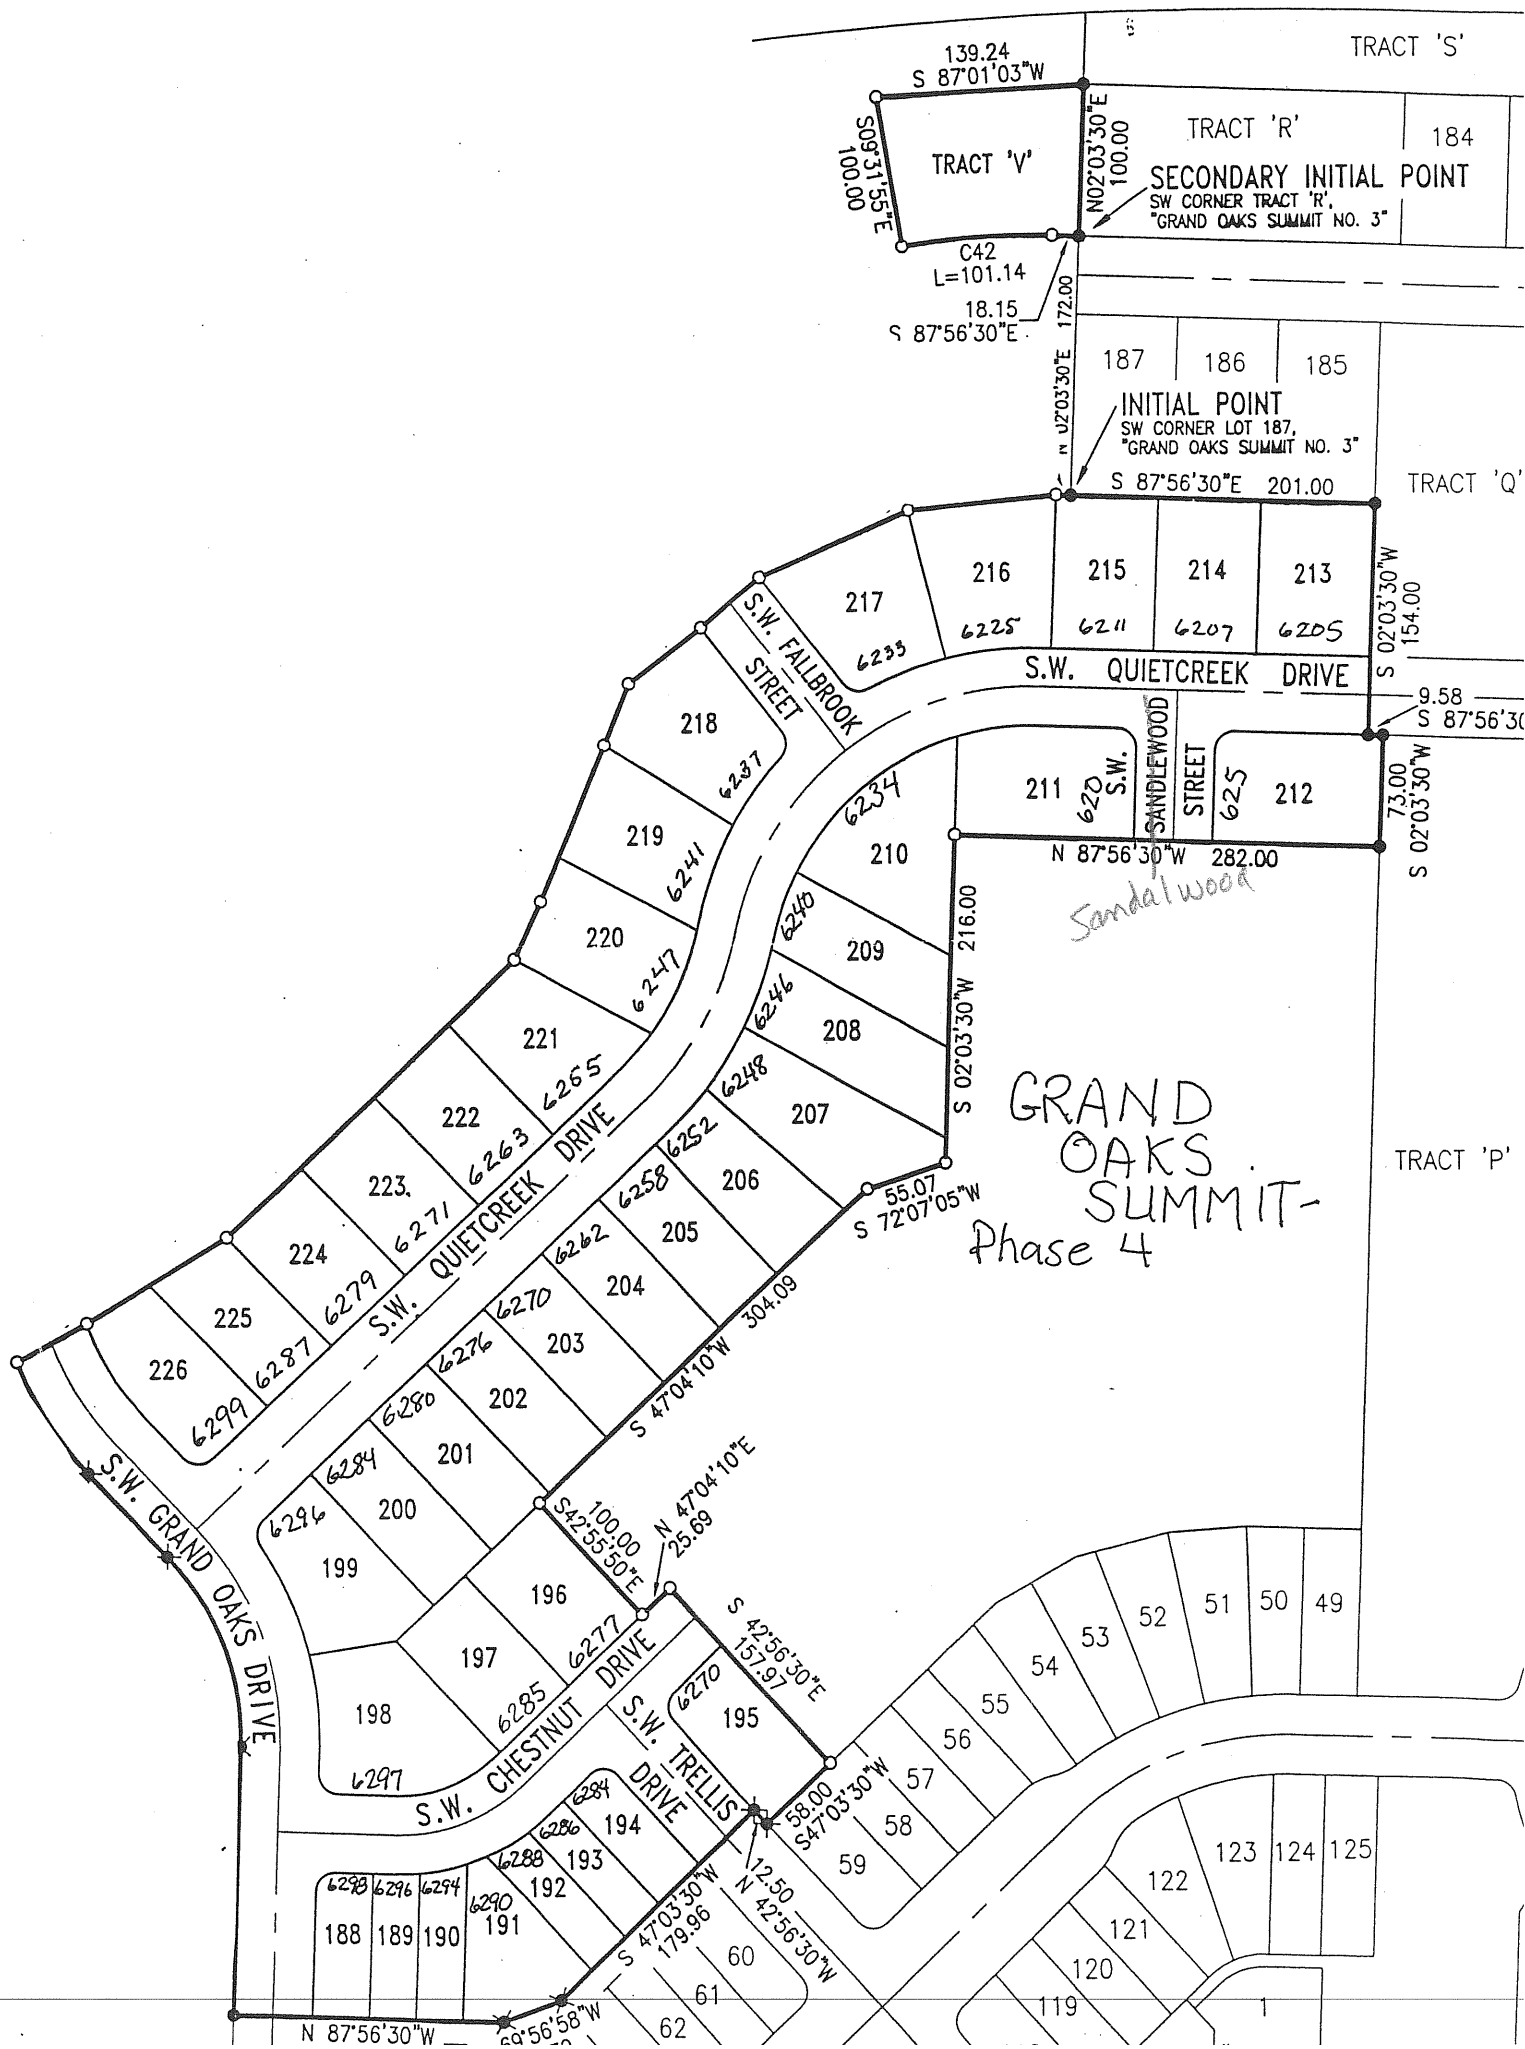 TRACT 'S'
139.24
S 87°01'03"W
S09°31'55"E
100.00
TRACT 'V'
N02°03'30"E
100.00
TRACT 'R'
184
SECONDARY INITIAL POINT
SW CORNER TRACT 'R',
"GRAND OAKS SUMMIT NO. 3"
C42
L=101.14
18.15
S 87°56'30"E
N 02°03'30"E 172.00
187
186
185
INITIAL POINT
SW CORNER LOT 187,
"GRAND OAKS SUMMIT NO. 3"
S 87°56'30"E 201.00
TRACT 'Q'
217
6233
216
6225
215
6211
214
6207
213
6205
S 02°03'30"W
154.00
S.W. FALLBROOK
STREET
S.W. QUIETCREEK DRIVE
9.58
S 87°56'30
218
6237
6234
211
620
S.W.
SANDLEWOOD
STREET
625
212
73.00
S 02°03'30"W
219
6241
210
N 87°56'30"W 282.00
Sandalwood
220
6247
6240
209
S 02°03'30"W 216.00
221
6255
6246
208
GRAND
OAKS
SUMMIT-
Phase 4
TRACT 'P'
222
6263
6248
207
223
6271
6252
206
55.07
S 72°07'05"W
S.W. QUIETCREEK DRIVE
224
6279
6258
205
225
6287
6262
204
S 47°04'10"W 304.09
226
6299
6270
203
6276
202
6280
201
6284
200
6296
199
S.W. GRAND OAKS DRIVE
100.00
S42°55'50"E
N 47°04'10"E
25.69
196
6277
197
6285
198
6297
S 42°56'30"E
157.97
6270
195
S.W. CHESTNUT DRIVE
S.W. TRELLIS
DRIVE
58.00
S47°03'30"W
49
50
51
52
53
54
55
56
57
58
59
6284
194
6286
193
6288
192
6290
191
6294
190
6296
189
6298
188
12.50
N 42°56'30"W
S 47°03'30"W
179.96
60
61
62
123
124
125
122
121
120
119
1
N 87°56'30"W
69°56'58"W